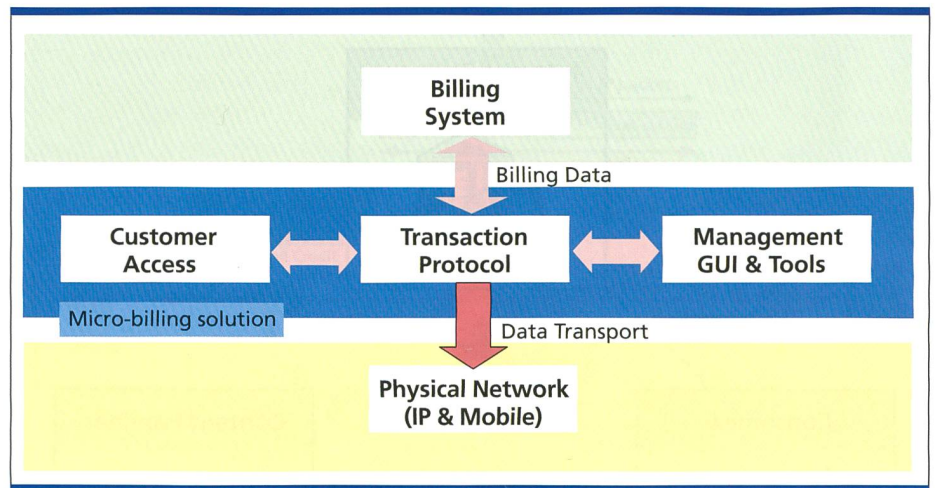 Billing
System
Billing Data
Customer
Access
Transaction
Protocol
Management
GUI & Tools
Micro-billing solution
Data Transport
Physical Network
(IP & Mobile)